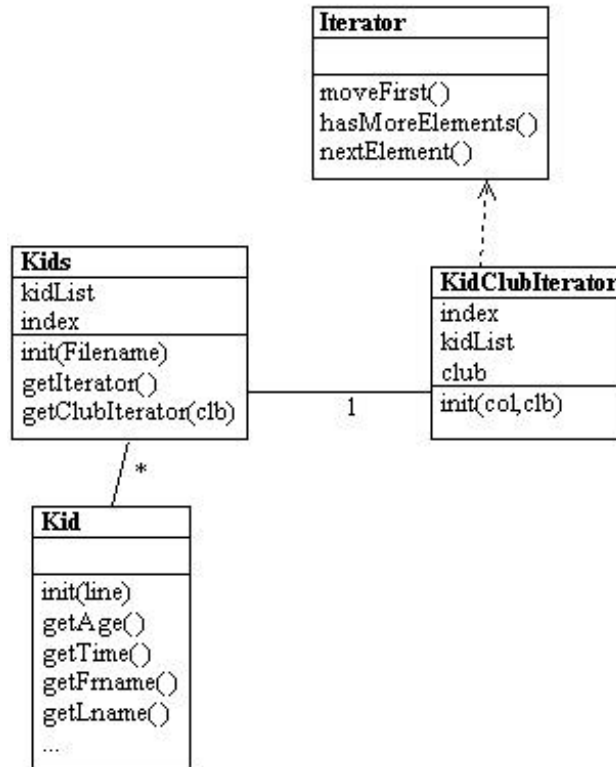 Iterator
moveFirst()
hasMoreElements()
nextElement()
Kids
kidList
index
init(Filename)
getIterator()
getClubIterator(clb)
KidClubIterator
index
kidList
club
init(col,clb)
1
*
Kid
init(line)
getAge()
getTime()
getFrname()
getLname()
...